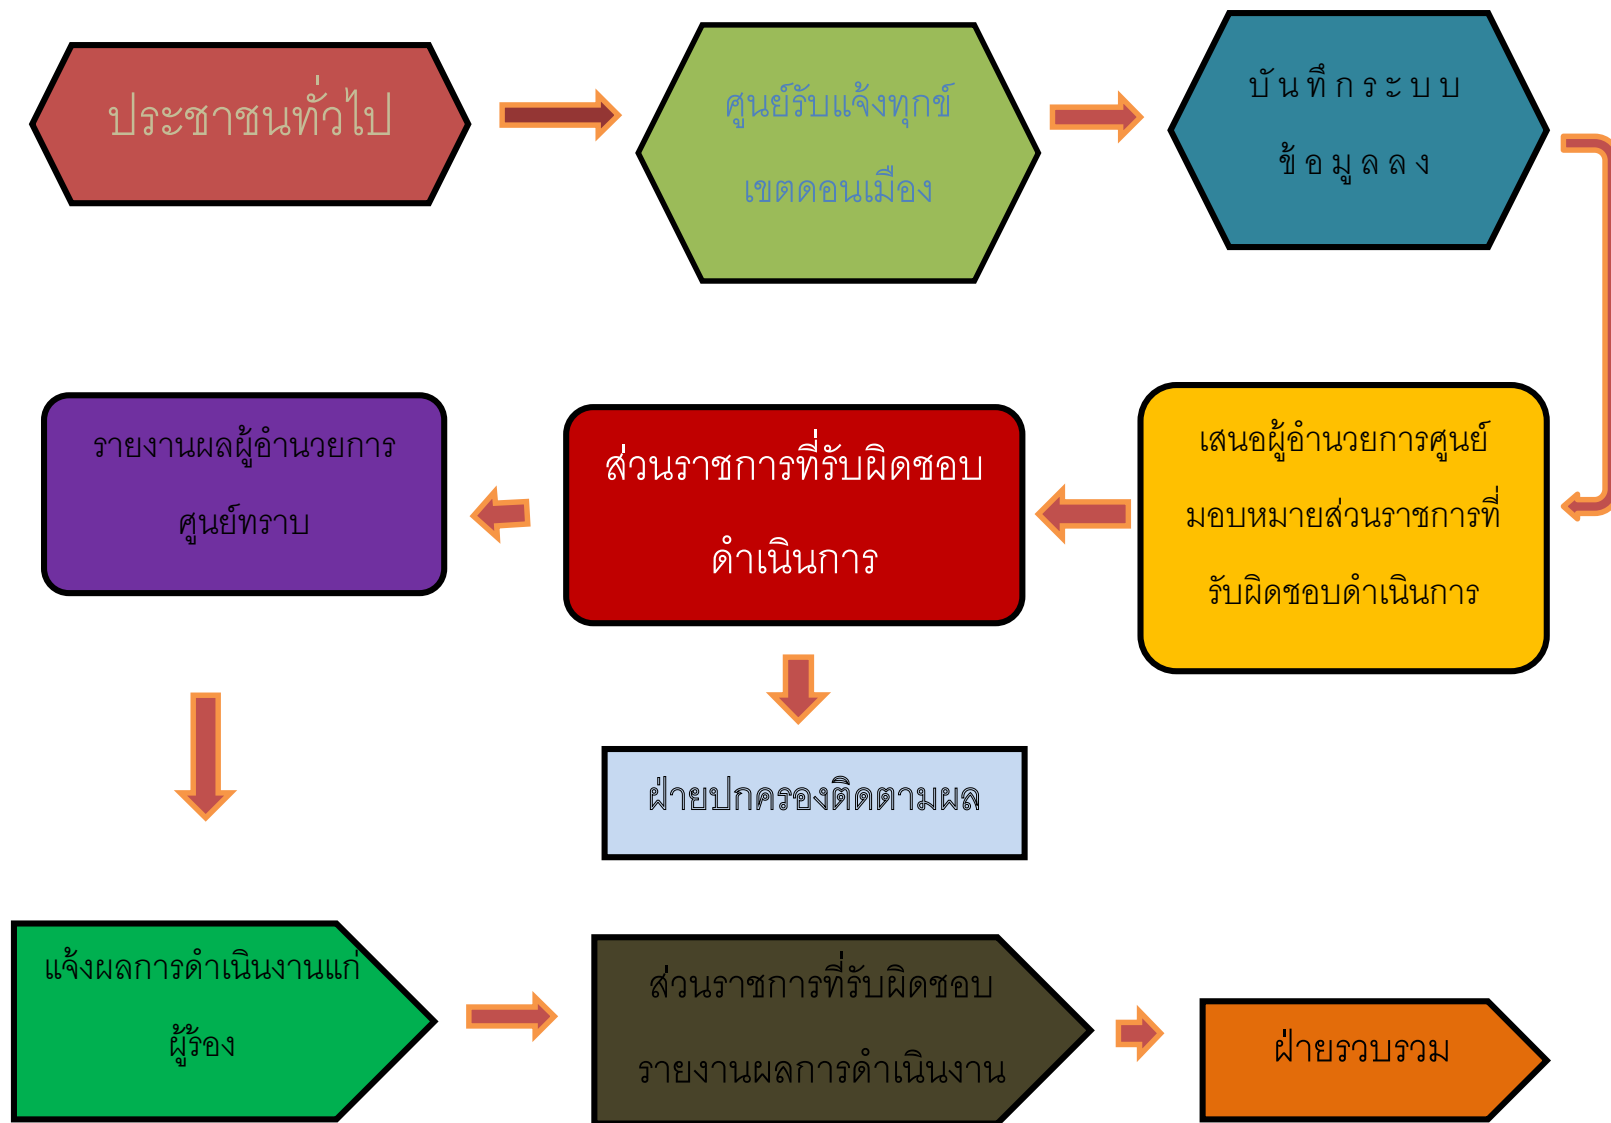 ประชาชนทั่วไป
ศูนย์รับแจ้งทุกข์
เขตดอนเมือง
บันทึกระบบ
ข้อมูลลง
เสนอผู้อำนวยการศูนย์
มอบหมายส่วนราชการที่
รับผิดชอบดำเนินการ
ส่วนราชการที่รับผิดชอบ
ดำเนินการ
รายงานผลผู้อำนวยการ
ศูนย์ทราบ
ฝ่ายปกครองติดตามผล
แจ้งผลการดำเนินงานแก่
ผู้ร้อง
ส่วนราชการที่รับผิดชอบ
รายงานผลการดำเนินงาน
ฝ่ายรวบรวม